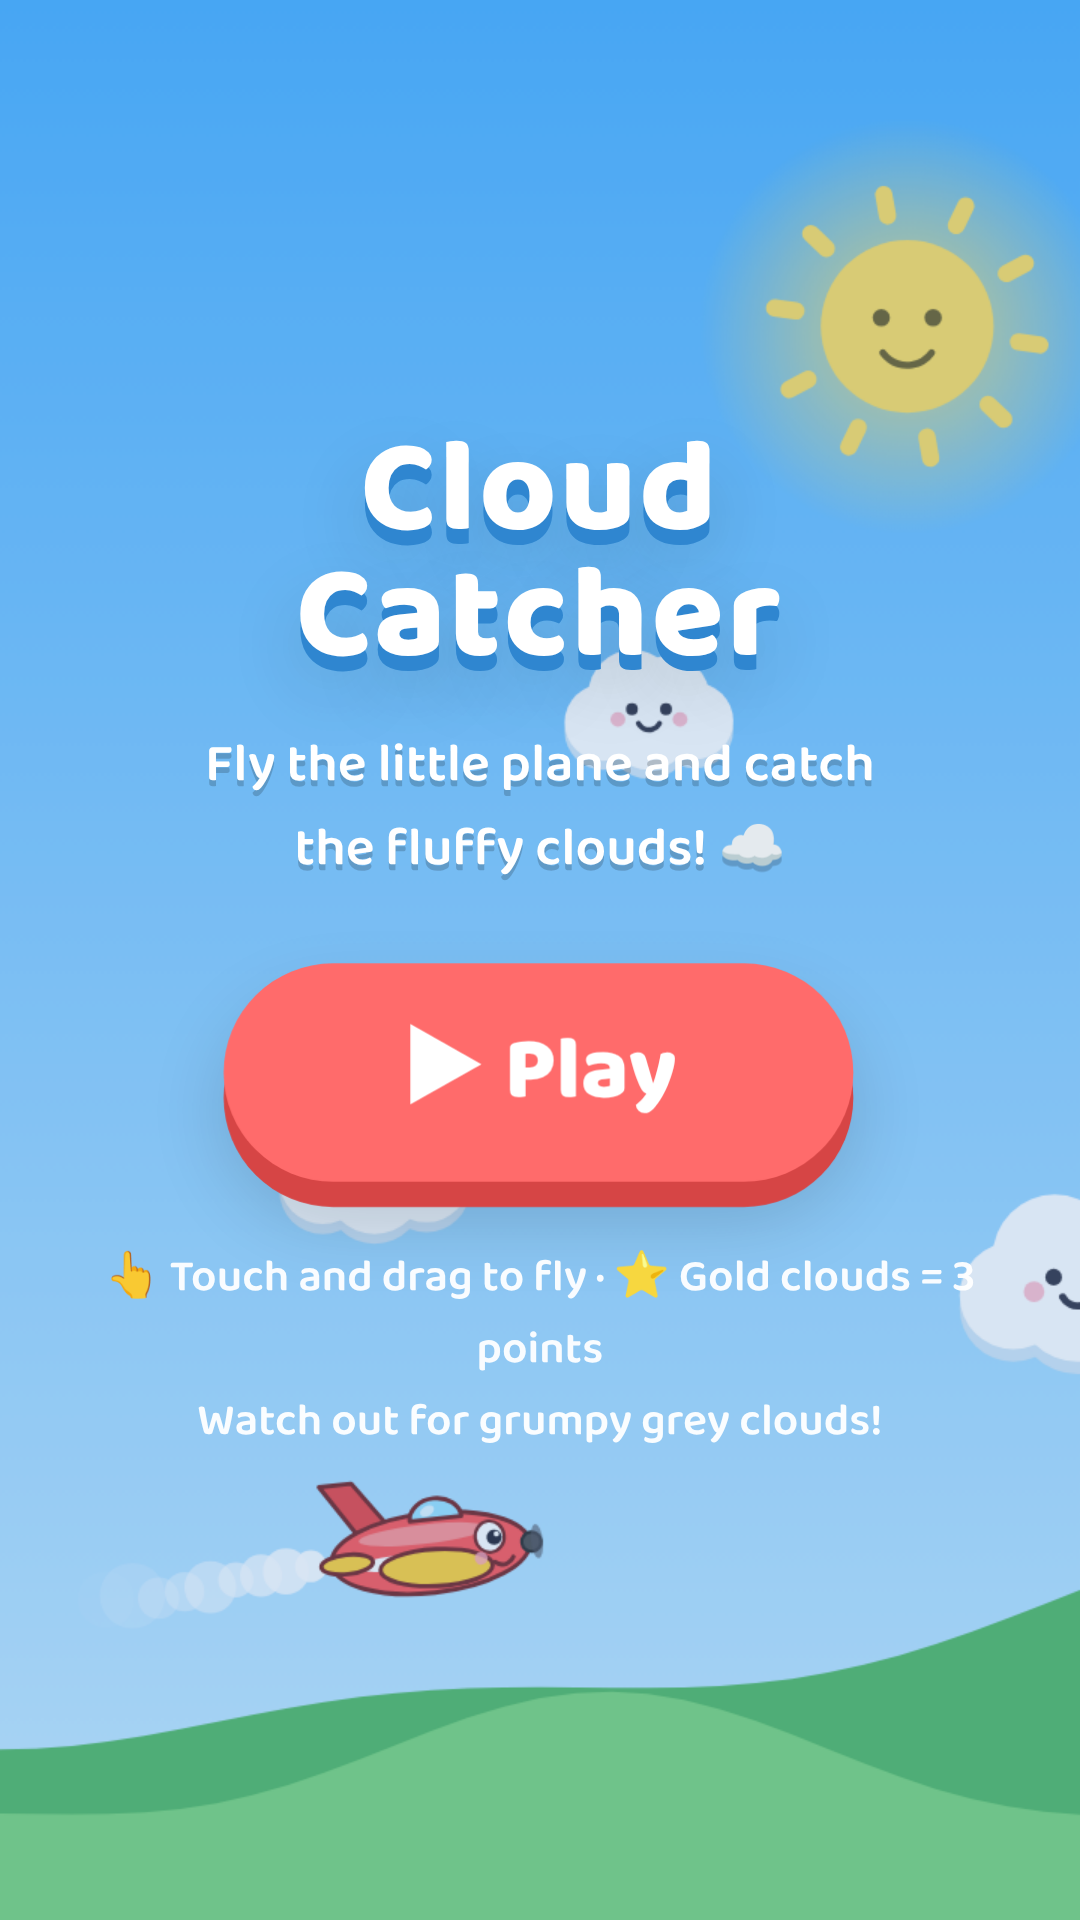 Cloud
Catcher
Fly the little plane and catch
the fluffy clouds! ☁️
▶ Play
👆 Touch and drag to fly · ⭐ Gold clouds = 3
points
Watch out for grumpy grey clouds!